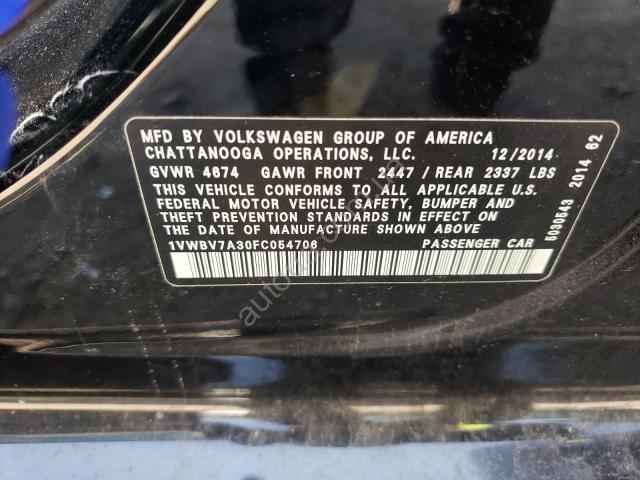 MFD BY VOLKSWAGEN GROUP OF AMERICA
CHATTANOOGA OPERATIONS, LLC. 12/2014
GVWR 4674 GAWR FRONT 2447 / REAR 2337 LBS
THIS VEHICLE CONFORMS TO ALL APPLICABLE U.S.
FEDERAL MOTOR VEHICLE SAFETY, BUMPER AND
THEFT PREVENTION STANDARDS IN EFFECT ON
THE DATE OF MANUFACTURE SHOWN ABOVE
1VWBV7A30FC054706 PASSENGER CAR
5030543 2014 62